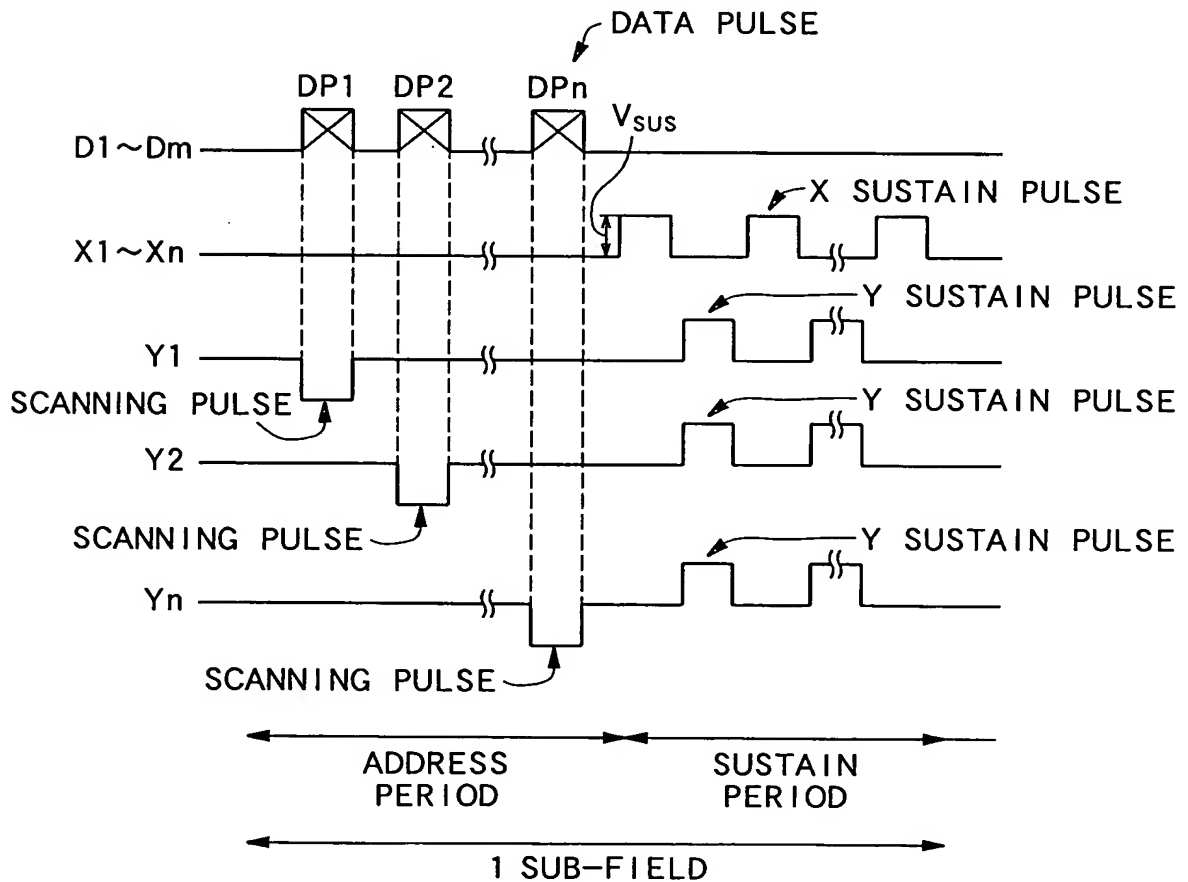 DATA PULSE
DP1 DP2 DPn
VSUS
D1~Dm
X SUSTAIN PULSE
X1~Xn
Y SUSTAIN PULSE
Y1
SCANNING PULSE
Y SUSTAIN PULSE
Y2
SCANNING PULSE
Y SUSTAIN PULSE
Yn
SCANNING PULSE
ADDRESS PERIOD
SUSTAIN PERIOD
1 SUB-FIELD